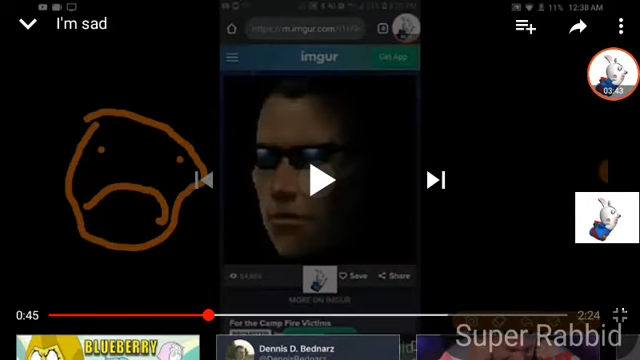 11% 12:38 AM
I'm sad
https://m.imgur.com/
imgur
Get App
03:43
Save
Share
MORE ON IMGUR
0:45
2:24
For the Camp Fire Victims
Super Rabbid
BLUEBERRY
Dennis D. Bednarz
@DennisBednarz